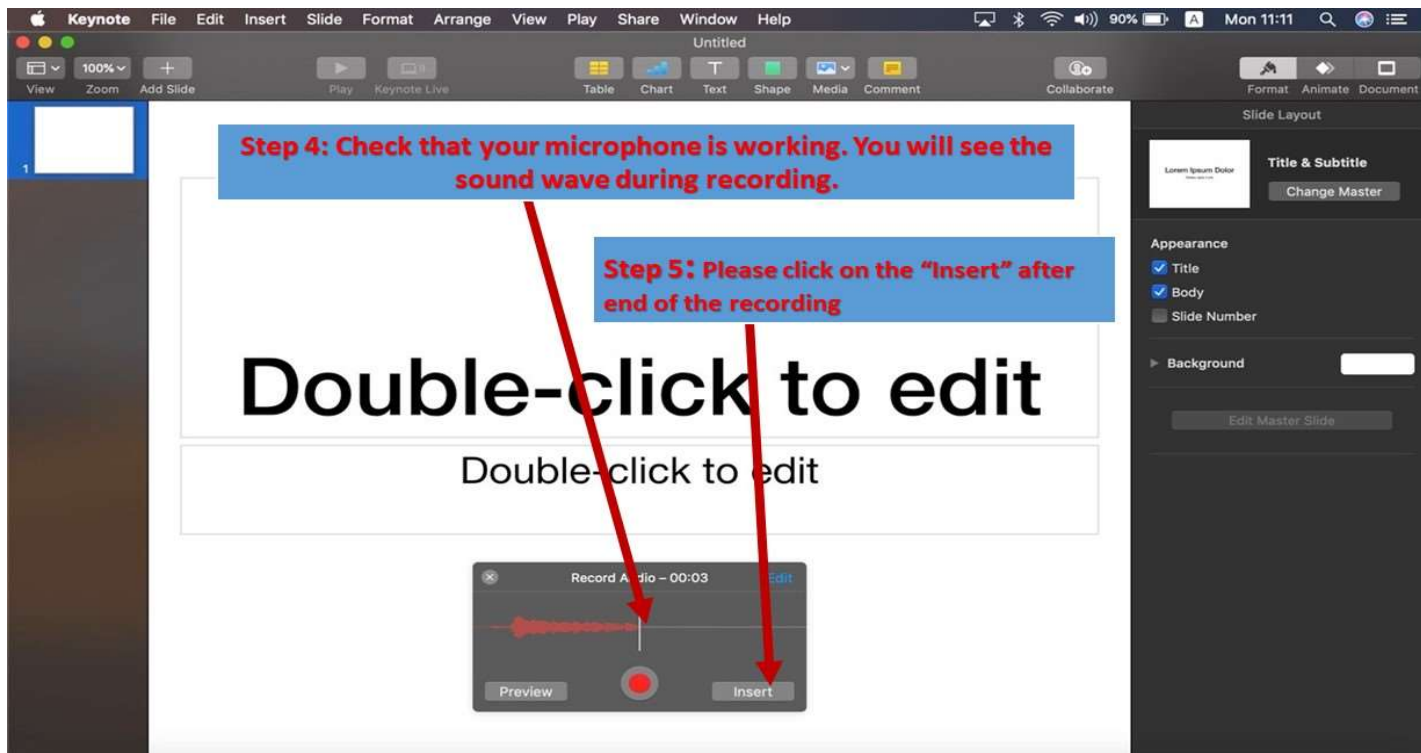 Keynote File Edit Insert Slide Format Arrange View Play Share Window Help 90% A Mon 11:11
Untitled
100%
View Zoom Add Slide Play Keynote Live Table Chart Text Shape Media Comment Collaborate Format Animate Document
Slide Layout
1
Step 4: Check that your microphone is working. You will see the
sound wave during recording.
Lorem Ipsum Dolor
Title & Subtitle
Change Master
Step 5: Please click on the “Insert” after
end of the recording
Appearance
Title
Body
Slide Number
Background
Edit Master Slide
Double-click to edit
Double-click to edit
Record Audio – 00:03 Edit
Preview Insert